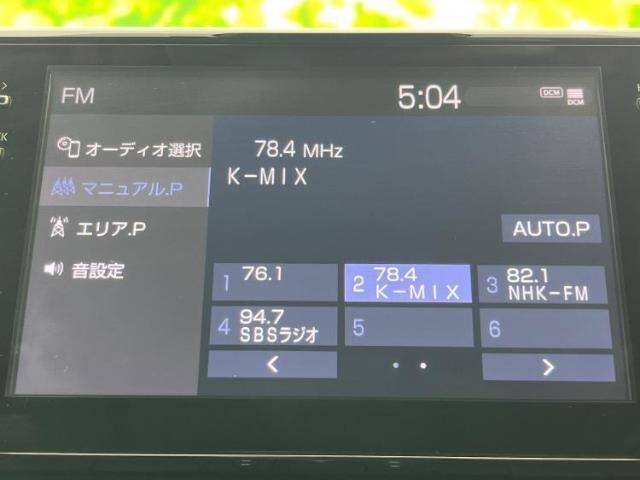 FM
5:04
DCM
DCM
オーディオ選択
マニュアル.P
エリア.P
音設定
78.4 MHz
K-MIX
AUTO.P
1 76.1
2 78.4
K-MIX
3 82.1
NHK-FM
4 94.7
SBSラジオ
5
6